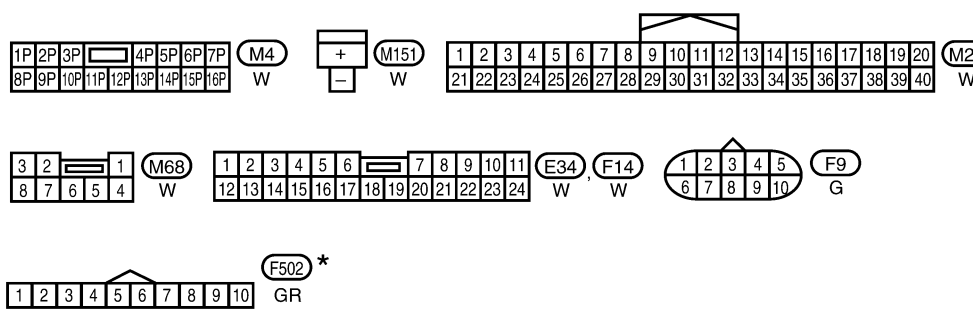 1P 2P 3P 4P 5P 6P 7P M4
8P 9P 10P 11P 12P 13P 14P 15P 16P W
+ M151
− W
1 2 3 4 5 6 7 8 9 10 11 12 13 14 15 16 17 18 19 20 M2
21 22 23 24 25 26 27 28 29 30 31 32 33 34 35 36 37 38 39 40 W
3 2 1 M68
8 7 6 5 4 W
1 2 3 4 5 6 7 8 9 10 11 E34 , F14
12 13 14 15 16 17 18 19 20 21 22 23 24 W W
1 2 3 4 5 F9
6 7 8 9 10 G
F502 *
1 2 3 4 5 6 7 8 9 10 GR